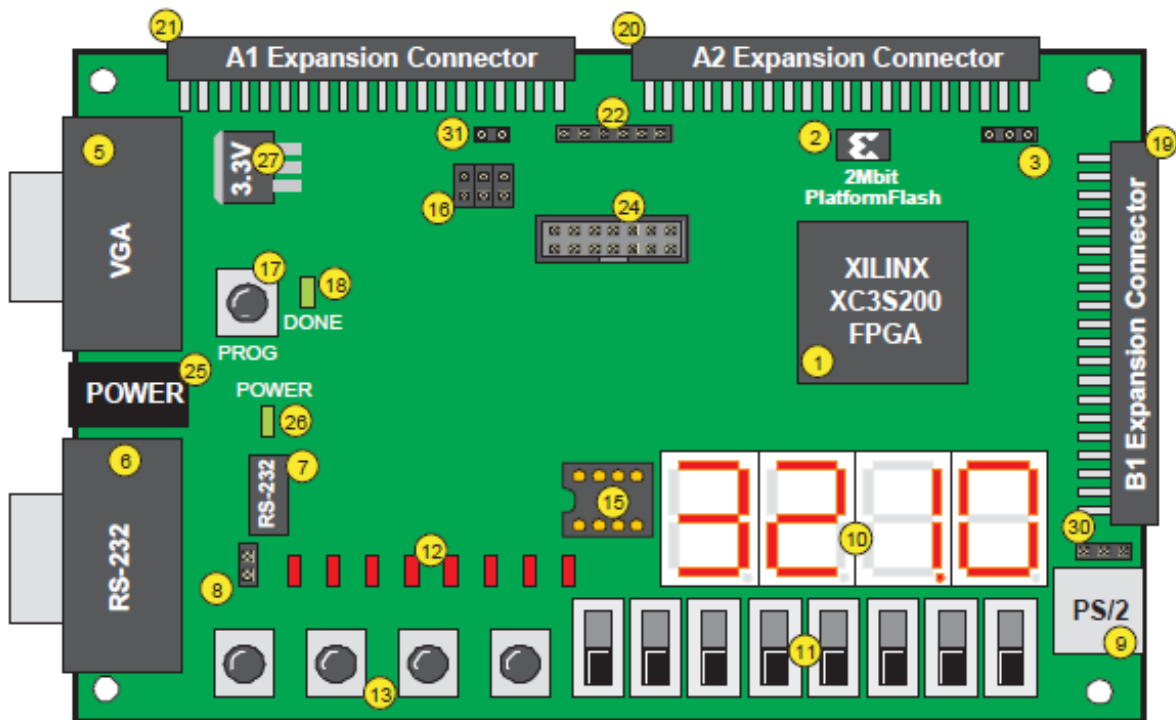 21
A1 Expansion Connector
20
A2 Expansion Connector
5
VGA
3.3V
27
31
22
2
2Mbit
PlatformFlash
3
19
B1 Expansion Connector
16
24
17
PROG
18
DONE
XILINX
XC3S200
FPGA
1
POWER
25
POWER
26
6
RS-232
7
RS-232
8
12
15
321.0
10
30
PS/2
9
13
11